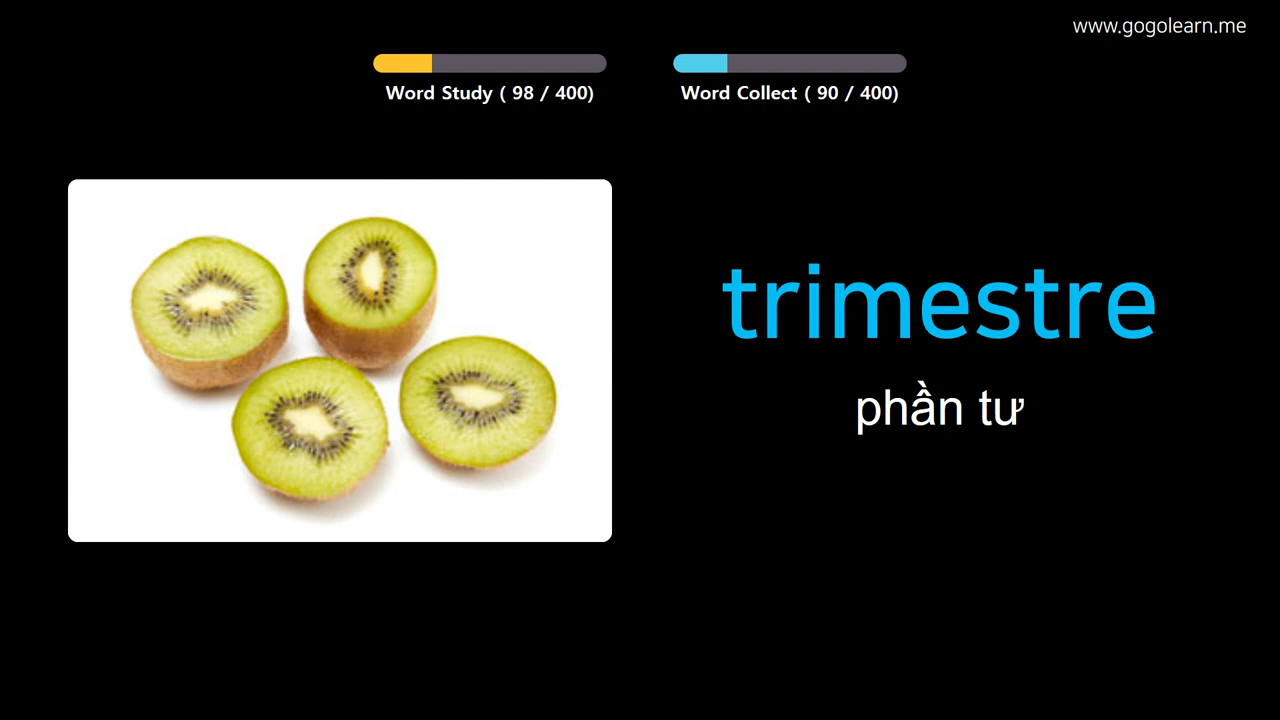 www.gogolearn.me
Word Study ( 98 / 400)
Word Collect ( 90 / 400)
trimestre
phần tư